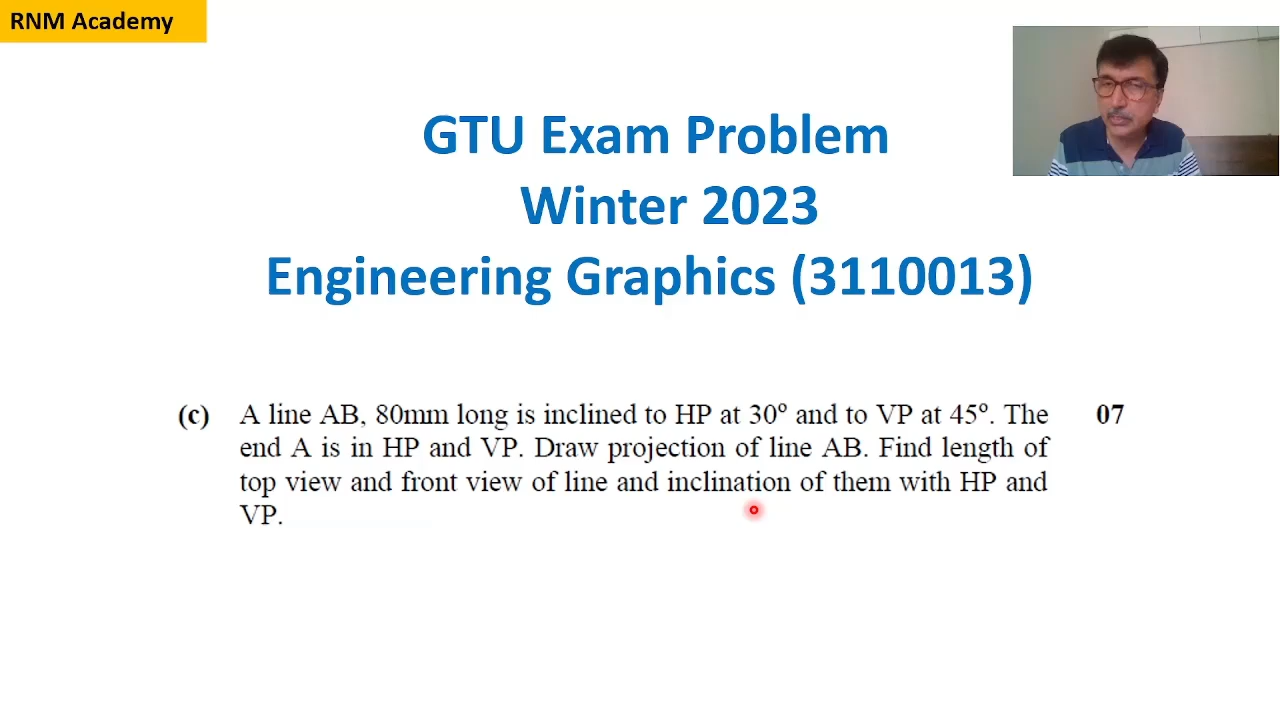 RNM Academy
GTU Exam Problem
Winter 2023
Engineering Graphics (3110013)
(c) A line AB, 80mm long is inclined to HP at 30º and to VP at 45º. The 07
end A is in HP and VP. Draw projection of line AB. Find length of
top view and front view of line and inclination of them with HP and
VP.